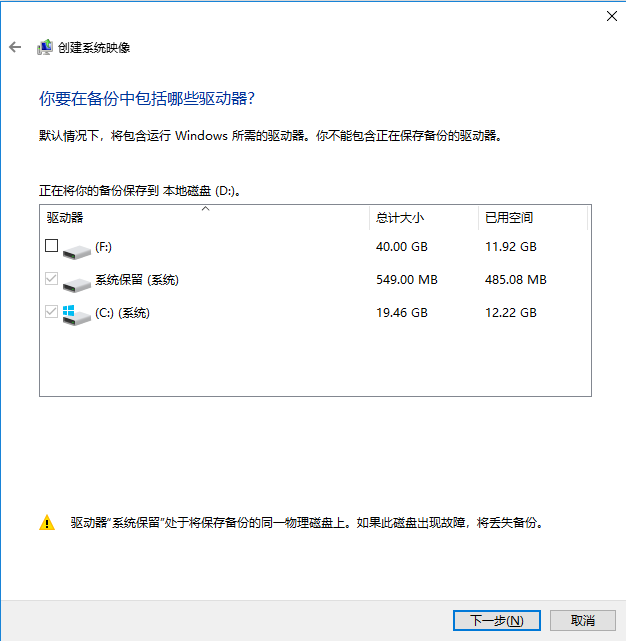 创建系统映像
你要在备份中包括哪些驱动器?
默认情况下，将包含运行 Windows 所需的驱动器。你不能包含正在保存备份的驱动器。
正在将你的备份保存到 本地磁盘 (D:)。
驱动器 总计大小 已用空间
(F:) 40.00 GB 11.92 GB
系统保留 (系统) 549.00 MB 485.08 MB
(C:) (系统) 19.46 GB 12.22 GB
驱动器"系统保留"处于将保存备份的同一物理磁盘上。如果此磁盘出现故障，将丢失备份。
下一步(N) 取消